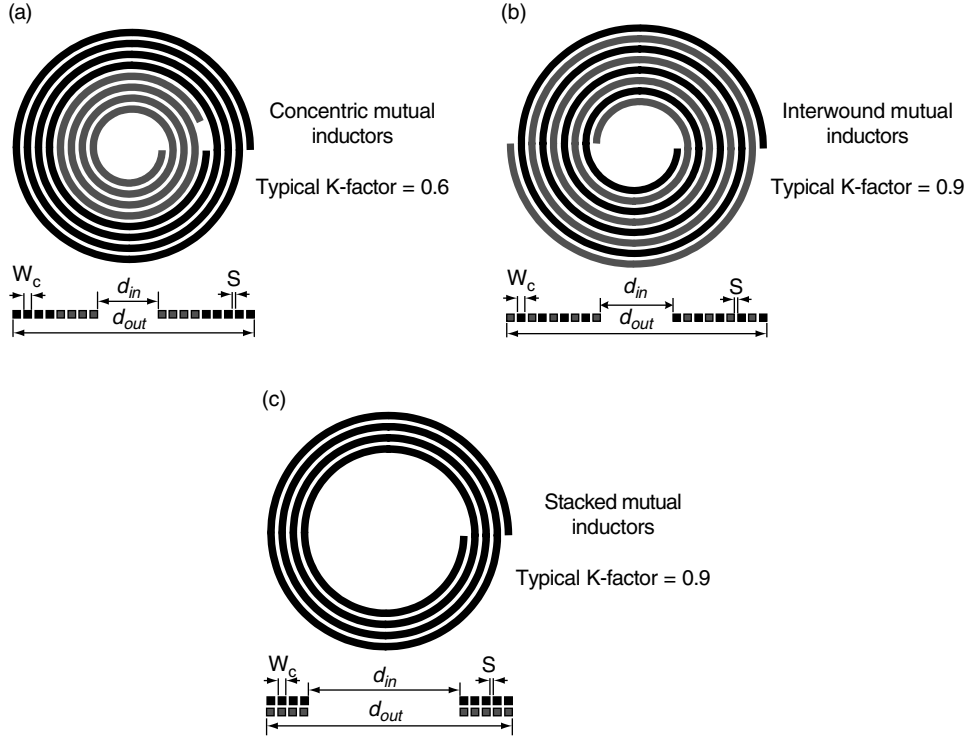 (a)
Concentric mutual
inductors
Typical K-factor = 0.6
W_c
d_in
S
d_out
(b)
Interwound mutual
inductors
Typical K-factor = 0.9
W_c
d_in
S
d_out
(c)
Stacked mutual
inductors
Typical K-factor = 0.9
W_c
d_in
S
d_out